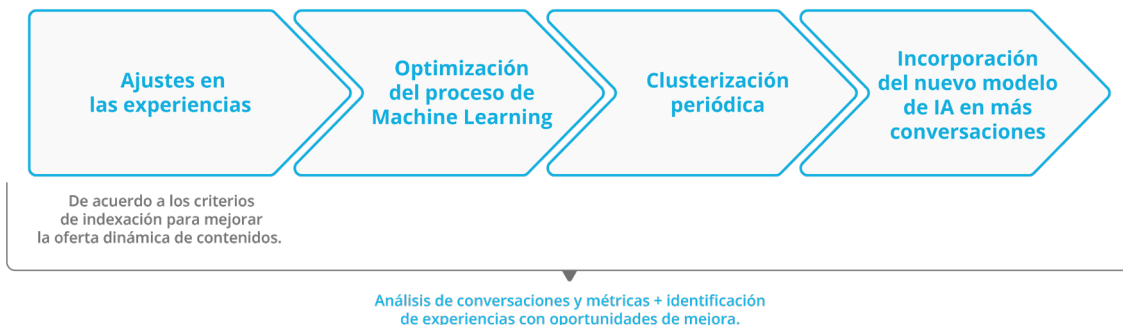 Ajustes en
las experiencias
Optimización
del proceso de
Machine Learning
Clusterización
periódica
Incorporación
del nuevo modelo
de IA en más
conversaciones
De acuerdo a los criterios
de indexación para mejorar
la oferta dinámica de contenidos.
Análisis de conversaciones y métricas + identificación
de experiencias con oportunidades de mejora.